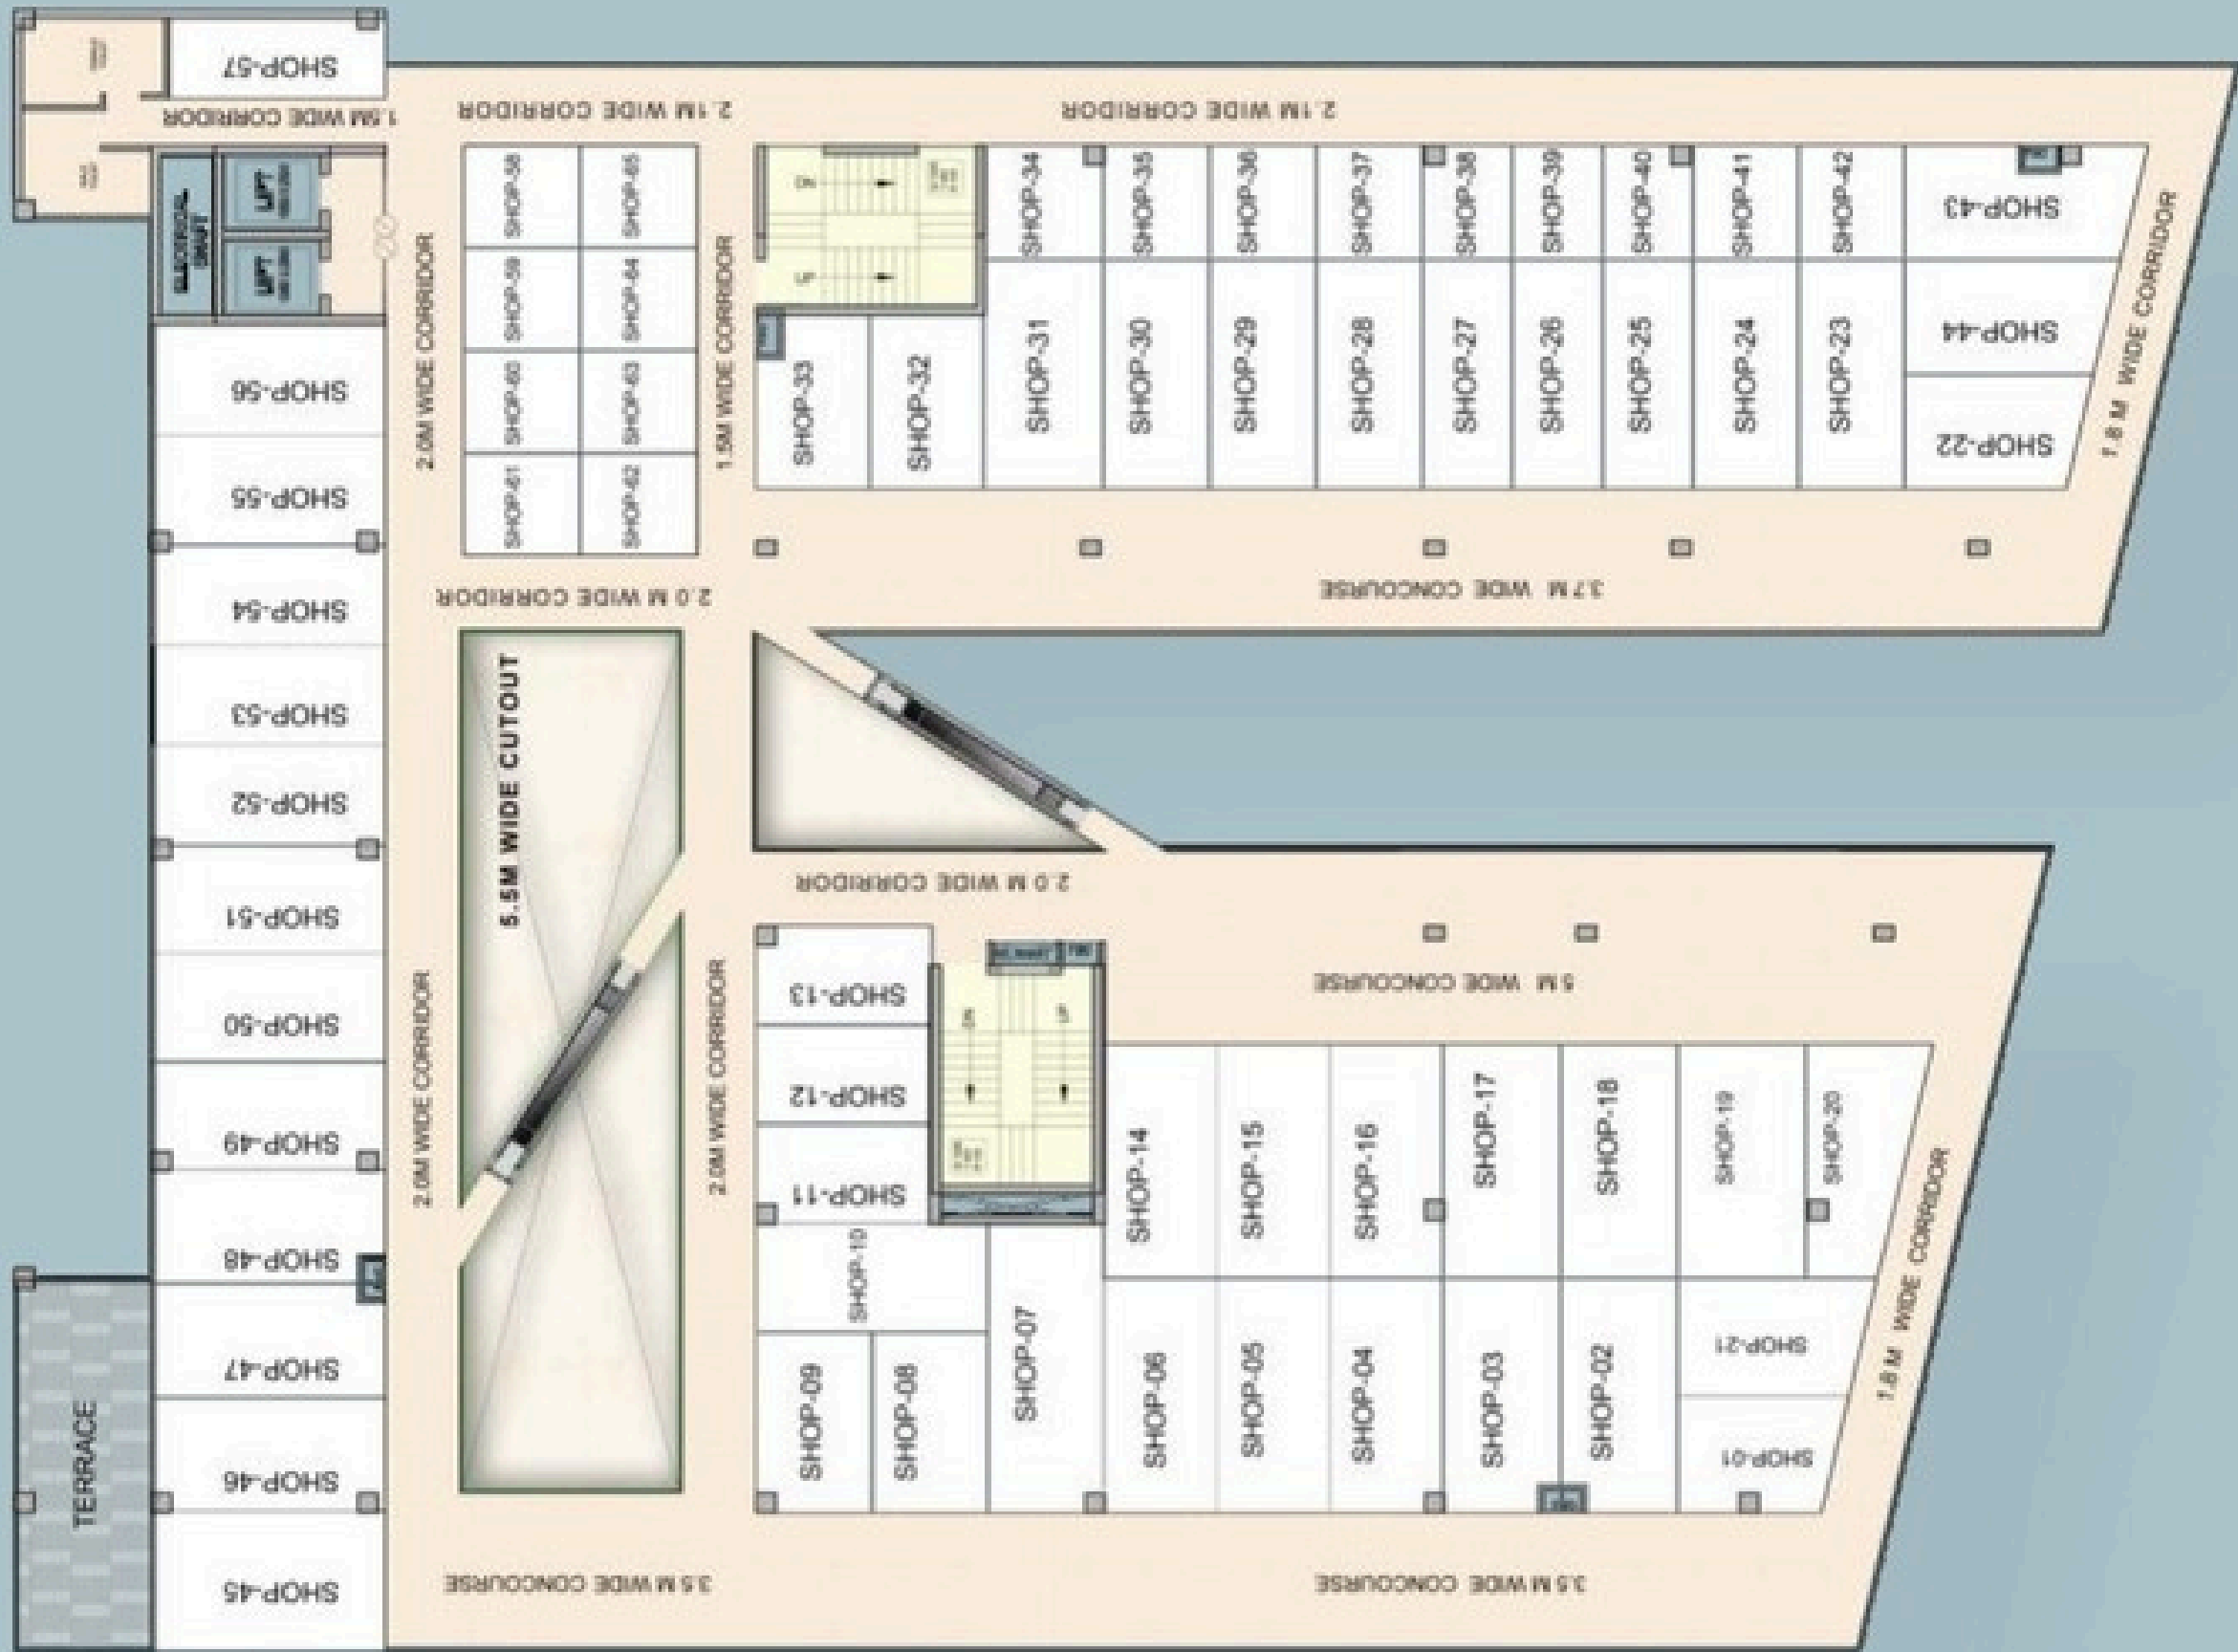 SHOP-57
1.5M WIDE CORRIDOR
2.1M WIDE CORRIDOR
2.1M WIDE CORRIDOR
ELECTRICAL
SHAFT
LIFT
LIFT
SHOP-56
SHOP-55
SHOP-54
SHOP-53
SHOP-52
SHOP-51
SHOP-50
SHOP-49
SHOP-48
SHOP-47
SHOP-46
SHOP-45
TERRACE
2.0M WIDE CORRIDOR
2.0M WIDE CORRIDOR
SHOP-58
SHOP-59
SHOP-60
SHOP-61
SHOP-65
SHOP-64
SHOP-63
SHOP-62
1.5M WIDE CORRIDOR
2.0 M WIDE CORRIDOR
5.5M WIDE CUTOUT
DN
UP
SHOP-33
SHOP-32
SHOP-34
SHOP-35
SHOP-36
SHOP-37
SHOP-38
SHOP-39
SHOP-40
SHOP-41
SHOP-42
SHOP-43
SHOP-31
SHOP-30
SHOP-29
SHOP-28
SHOP-27
SHOP-26
SHOP-25
SHOP-24
SHOP-23
SHOP-44
SHOP-22
1.8 M WIDE CORRIDOR
3.7 M WIDE CONCOURSE
2.0 M WIDE CORRIDOR
2.0M WIDE CORRIDOR
5 M WIDE CONCOURSE
SHOP-13
SHOP-12
SHOP-11
SHOP-10
DN
UP
SHOP-14
SHOP-15
SHOP-16
SHOP-17
SHOP-18
SHOP-19
SHOP-20
SHOP-09
SHOP-08
SHOP-07
SHOP-06
SHOP-05
SHOP-04
SHOP-03
SHOP-02
SHOP-21
SHOP-01
1.8 M WIDE CORRIDOR
3.5 M WIDE CONCOURSE
3.5 M WIDE CONCOURSE